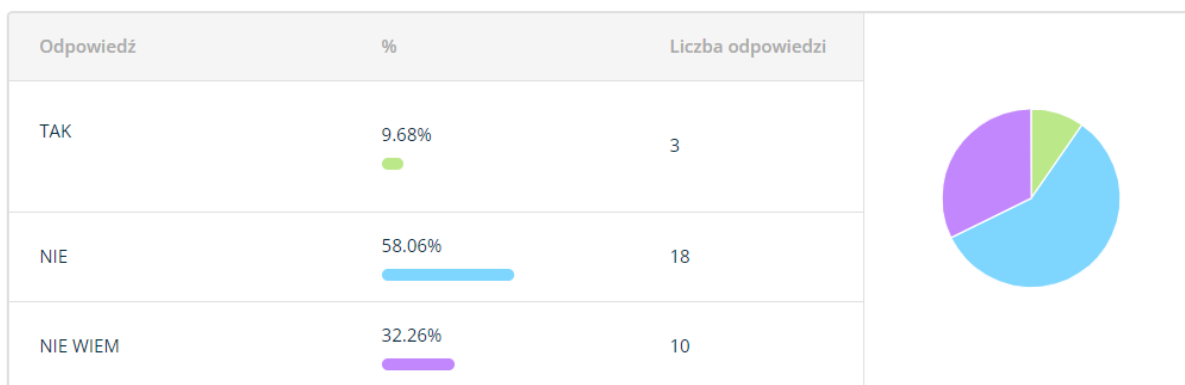 Odpowiedź % Liczba odpowiedzi
TAK 9.68% 3
NIE 58.06% 18
NIE WIEM 32.26% 10